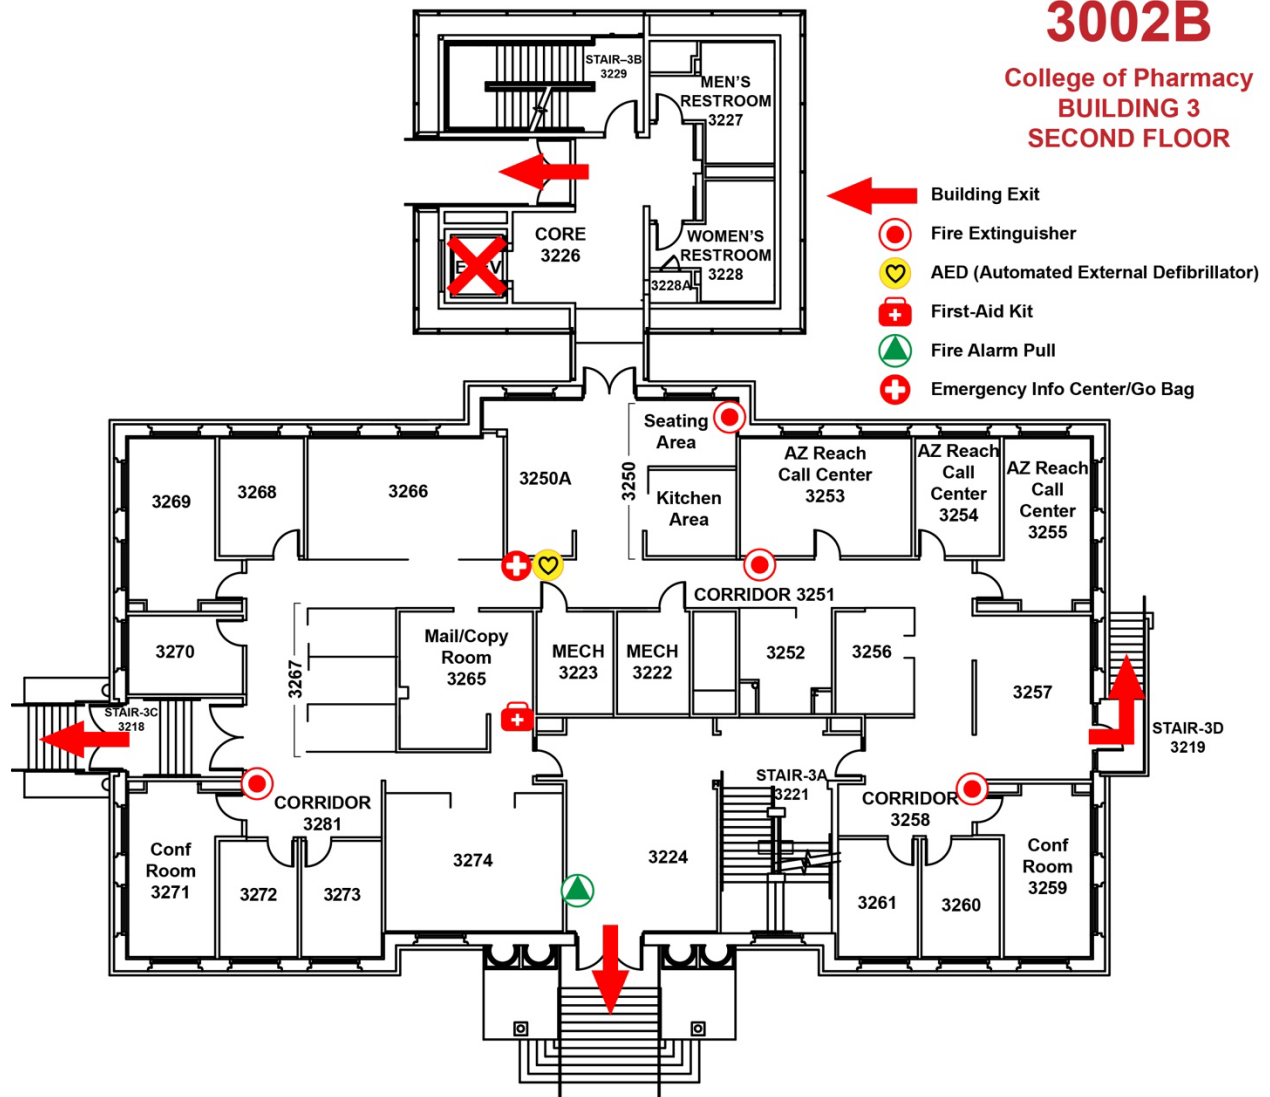 3002B
College of Pharmacy
BUILDING 3
SECOND FLOOR
Building Exit
Fire Extinguisher
AED (Automated External Defibrillator)
First-Aid Kit
Fire Alarm Pull
Emergency Info Center/Go Bag
STAIR–3B
3229
MEN'S
RESTROOM
3227
CORE
3226
WOMEN'S
RESTROOM
3228
3228A
Seating
Area
3250
3250A
Kitchen
Area
AZ Reach
Call Center
3253
AZ Reach
Call
Center
3254
AZ Reach
Call
Center
3255
3269
3268
3266
CORRIDOR 3251
3270
3267
Mail/Copy
Room
3265
MECH
3223
MECH
3222
3252
3256
3257
STAIR-3C
3218
STAIR-3D
3219
STAIR-3A
3221
CORRIDOR
3281
CORRIDOR
3258
Conf
Room
3271
3272
3273
3274
3224
3261
3260
Conf
Room
3259